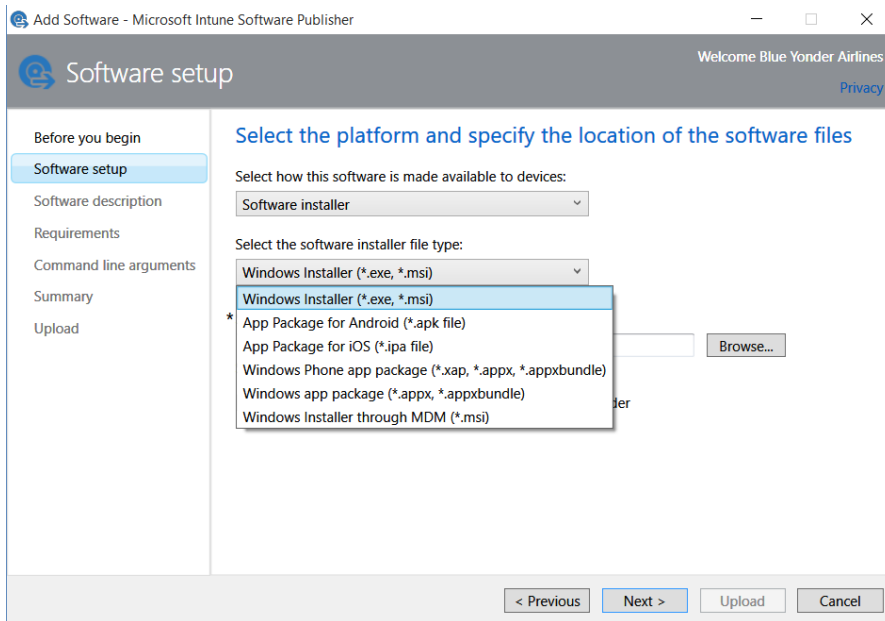 Add Software - Microsoft Intune Software Publisher
Welcome Blue Yonder Airlines
Software setup
Privacy
Before you begin
Software setup
Software description
Requirements
Command line arguments
Summary
Upload
Select the platform and specify the location of the software files
Select how this software is made available to devices:
Software installer
Select the software installer file type:
Windows Installer (*.exe, *.msi)
Windows Installer (*.exe, *.msi)
*
App Package for Android (*.apk file)
App Package for iOS (*.ipa file)
Browse...
Windows Phone app package (*.xap, *.appx, *.appxbundle)
Windows app package (*.appx, *.appxbundle)
Windows Installer through MDM (*.msi)
< Previous
Next >
Upload
Cancel